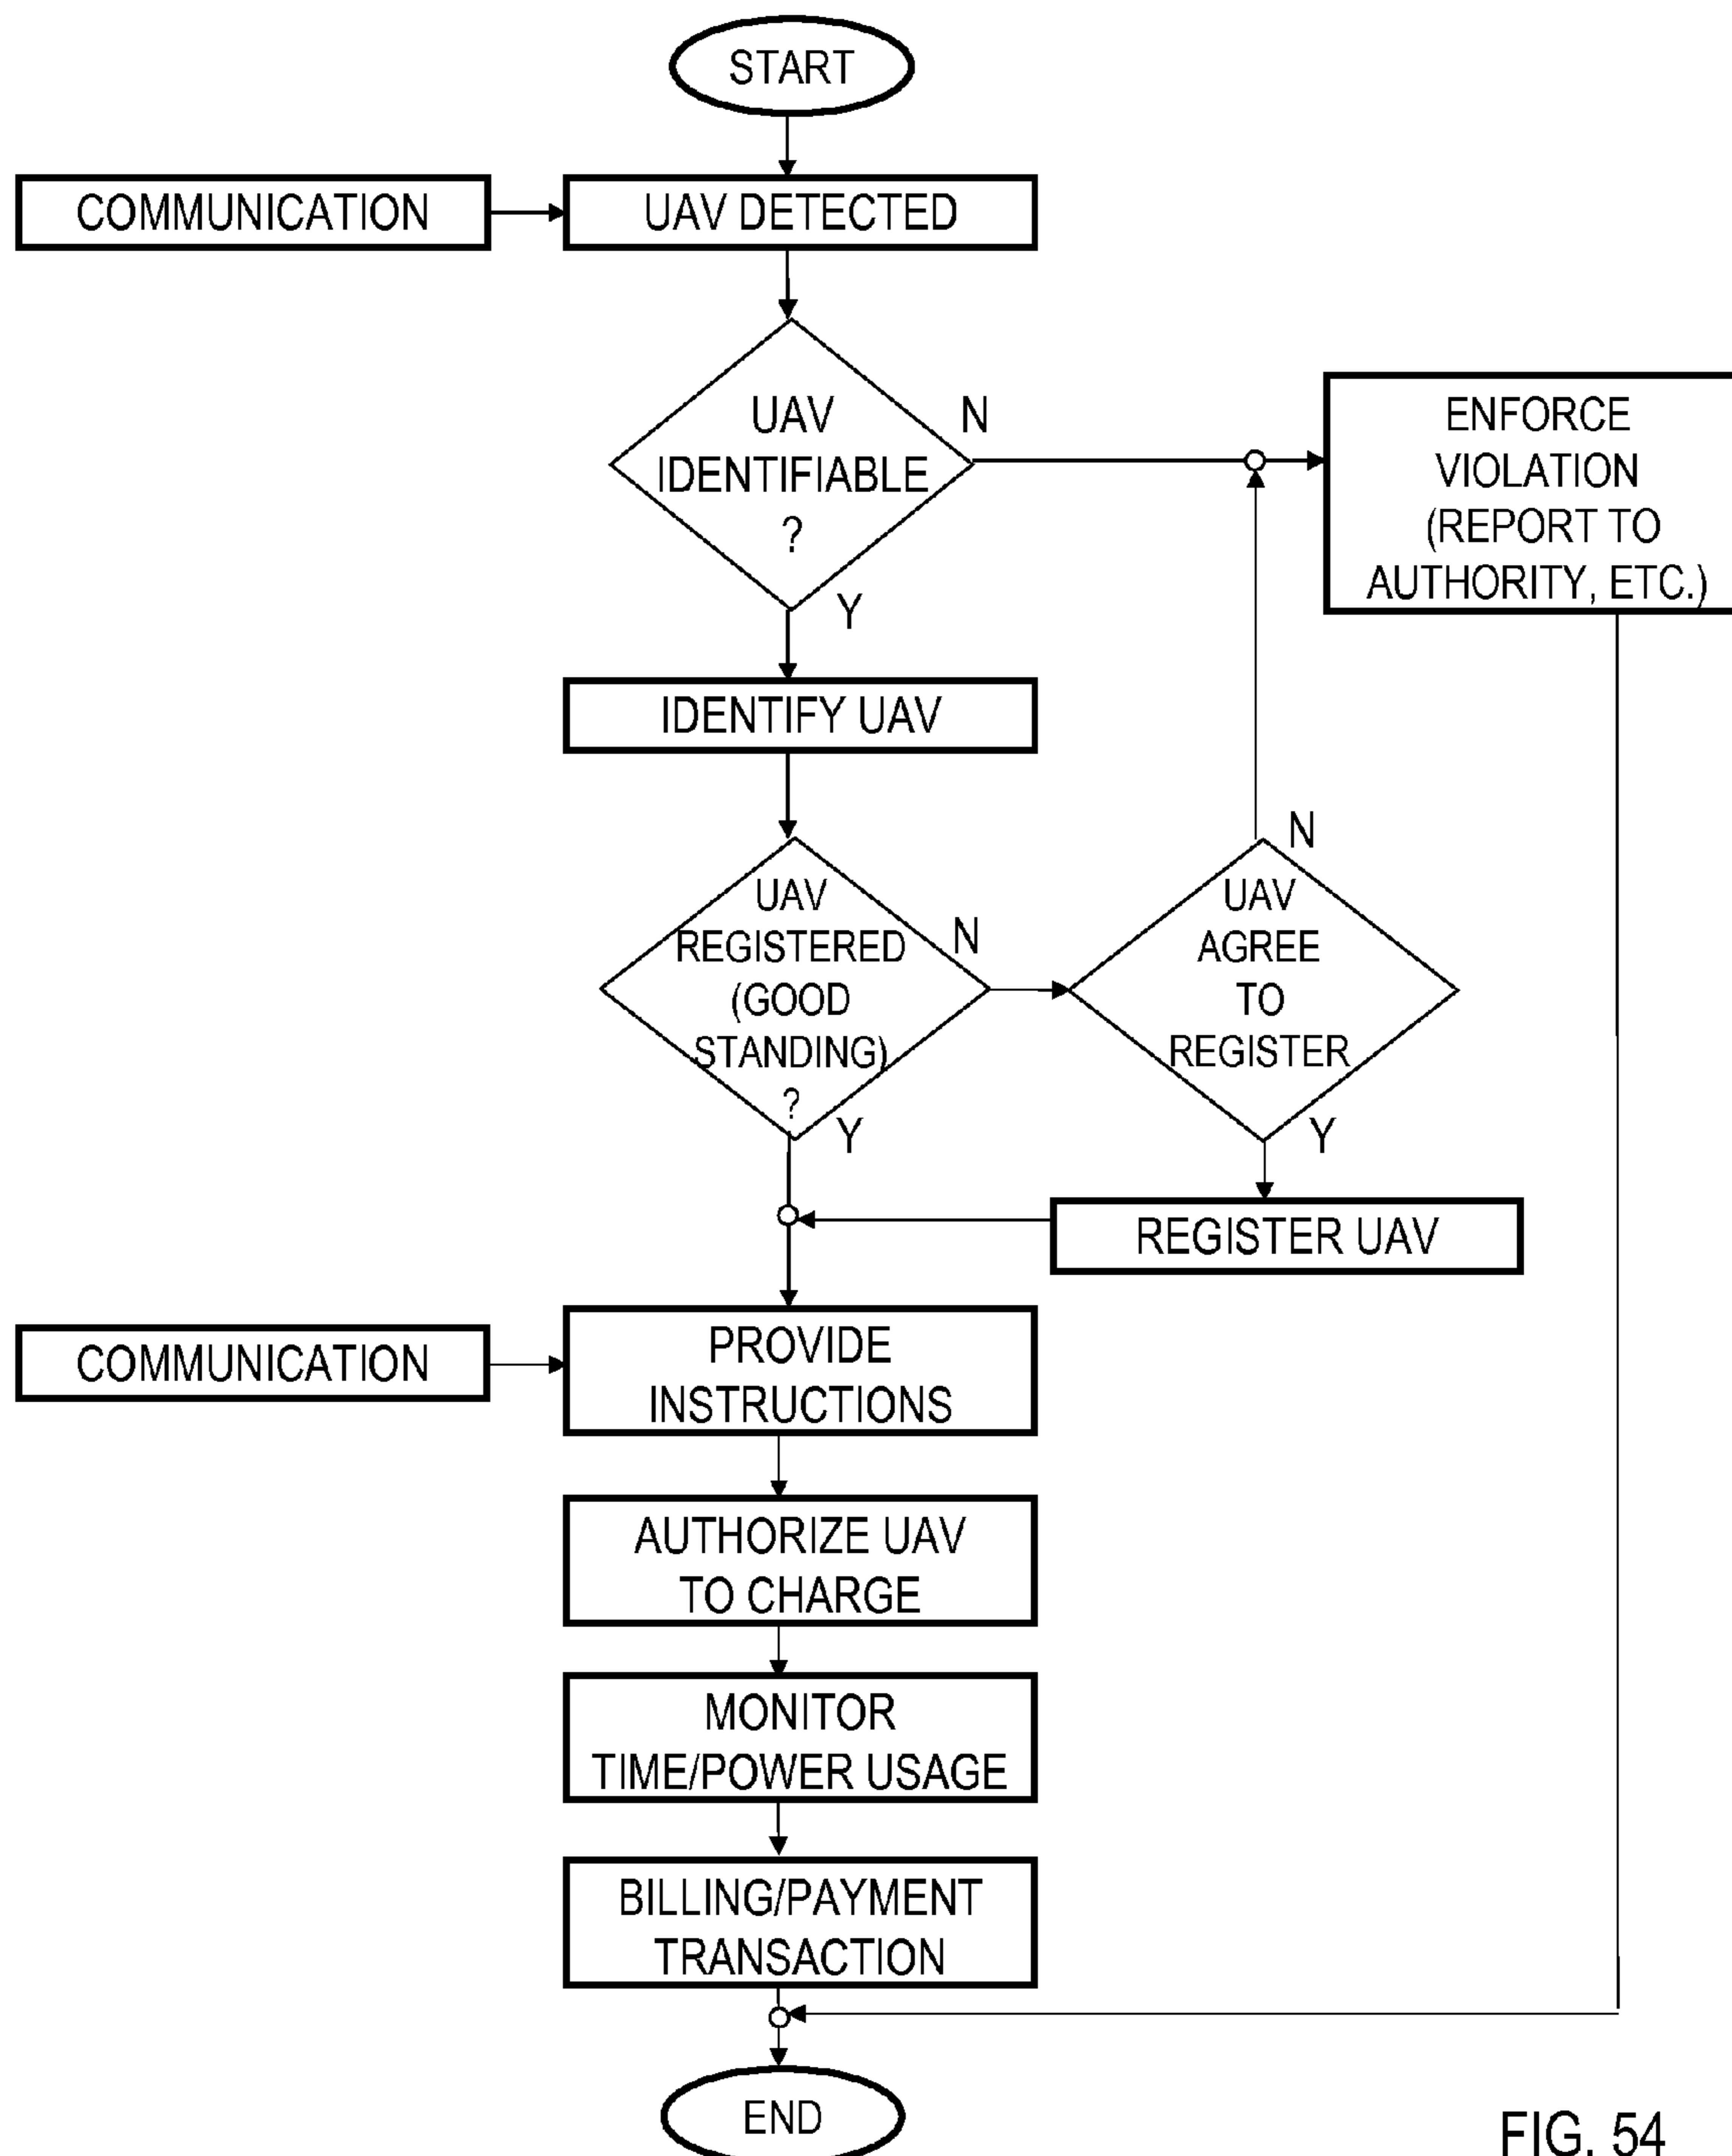 START
COMMUNICATION
UAV DETECTED
UAV
IDENTIFIABLE
?
N
Y
ENFORCE
VIOLATION
(REPORT TO
AUTHORITY, ETC.)
IDENTIFY UAV
UAV
REGISTERED
(GOOD
STANDING)
?
N
Y
UAV
AGREE
TO
REGISTER
N
Y
REGISTER UAV
COMMUNICATION
PROVIDE
INSTRUCTIONS
AUTHORIZE UAV
TO CHARGE
MONITOR
TIME/POWER USAGE
BILLING/PAYMENT
TRANSACTION
END
FIG. 54